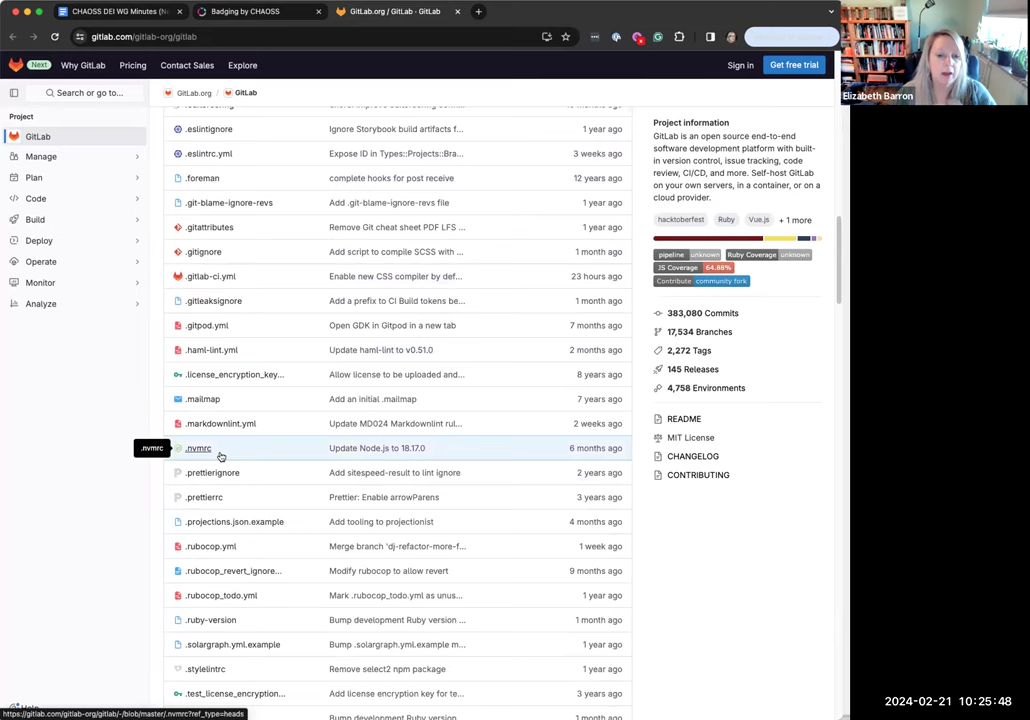 CHAOSS DEI WG Minutes (N
Badging by CHAOSS
GitLab.org / GitLab · GitLab
gitlab.com/gitlab-org/gitlab
Next Why GitLab Pricing Contact Sales Explore Sign in Get free trial
Elizabeth Barron
Search or go to...
GitLab.org / GitLab
Project
GitLab
Manage
Plan
Code
Build
Deploy
Operate
Monitor
Analyze
Help
.eslintignore Ignore Storybook build artifacts f... 1 year ago
.eslintrc.yml Expose ID in Types::Projects::Bra... 3 weeks ago
.foreman complete hooks for post receive 12 years ago
.git-blame-ignore-revs Add .git-blame-ignore-revs file 1 year ago
.gitattributes Remove Git cheat sheet PDF LFS ... 1 year ago
.gitignore Add script to compile SCSS with ... 1 month ago
.gitlab-ci.yml Enable new CSS compiler by def... 23 hours ago
.gitleaksignore Add a prefix to CI Build tokens be... 1 month ago
.gitpod.yml Open GDK in Gitpod in a new tab 7 months ago
.haml-lint.yml Update haml-lint to v0.51.0 2 months ago
.license_encryption_key... Allow license to be uploaded and... 8 years ago
.mailmap Add an initial .mailmap 7 years ago
.markdownlint.yml Update MD024 Markdownlint rul... 2 weeks ago
.nvmrc .nvmrc Update Node.js to 18.17.0 6 months ago
.prettierignore Add sitespeed-result to lint ignore 2 years ago
.prettierrc Prettier: Enable arrowParens 3 years ago
.projections.json.example Add tooling to projectionist 4 months ago
.rubocop.yml Merge branch 'dj-refactor-more-f... 1 week ago
.rubocop_revert_ignore... Modify rubocop to allow revert 9 months ago
.rubocop_todo.yml Mark .rubocop_todo.yml as unus... 1 year ago
.ruby-version Bump development Ruby version ... 1 month ago
.solargraph.yml.example Bump .solargraph.yml.example m... 1 year ago
.stylelintrc Remove select2 npm package 1 year ago
.test_license_encryption... Add license encryption key for te... 3 years ago
Bump development Ruby version ... 1 month ago
Project information
GitLab is an open source end-to-end
software development platform with built-
in version control, issue tracking, code
review, CI/CD, and more. Self-host GitLab
on your own servers, in a container, or on a
cloud provider.
hacktoberfest Ruby Vue.js + 1 more
pipeline unknown Ruby Coverage unknown
JS Coverage 64.88%
Contribute community fork
383,080 Commits
17,534 Branches
2,272 Tags
145 Releases
4,758 Environments
README
MIT License
CHANGELOG
CONTRIBUTING
https://gitlab.com/gitlab-org/gitlab/-/blob/master/.nvmrc?ref_type=heads
2024-02-21 10:25:48